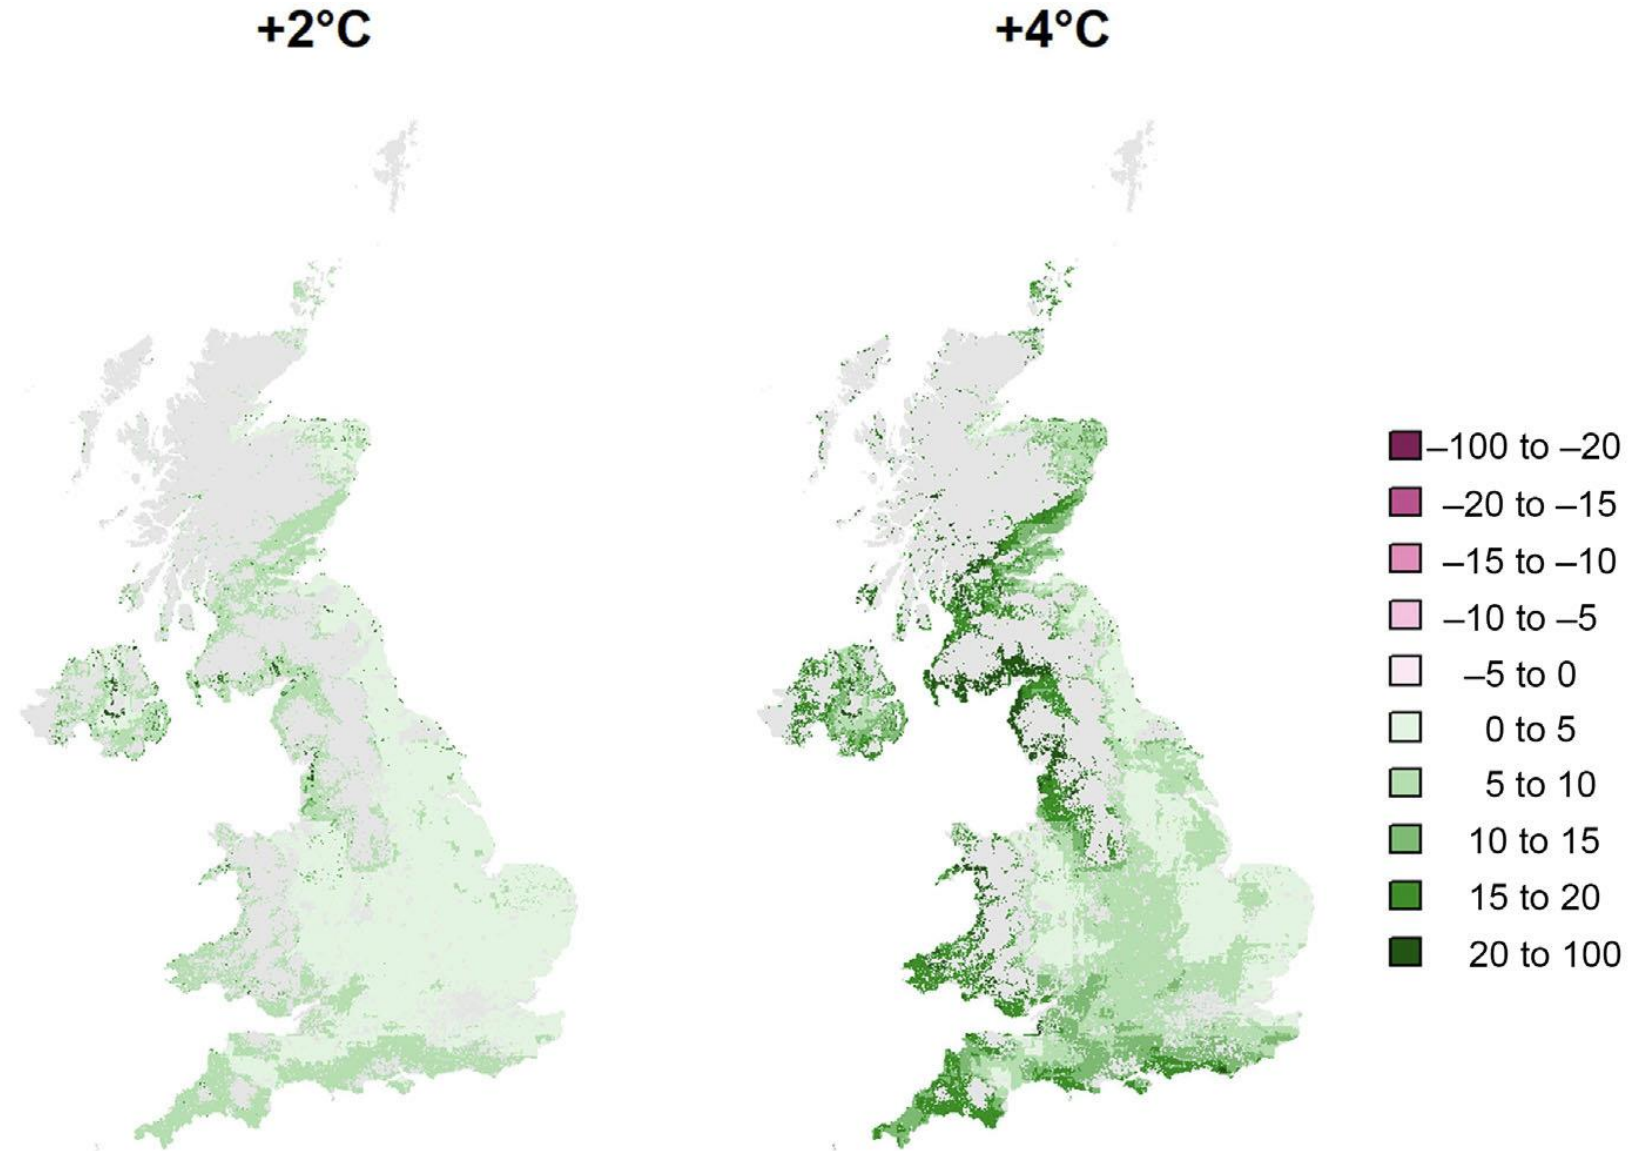 +2°C
+4°C
–100 to –20
–20 to –15
–15 to –10
–10 to –5
–5 to 0
0 to 5
5 to 10
10 to 15
15 to 20
20 to 100